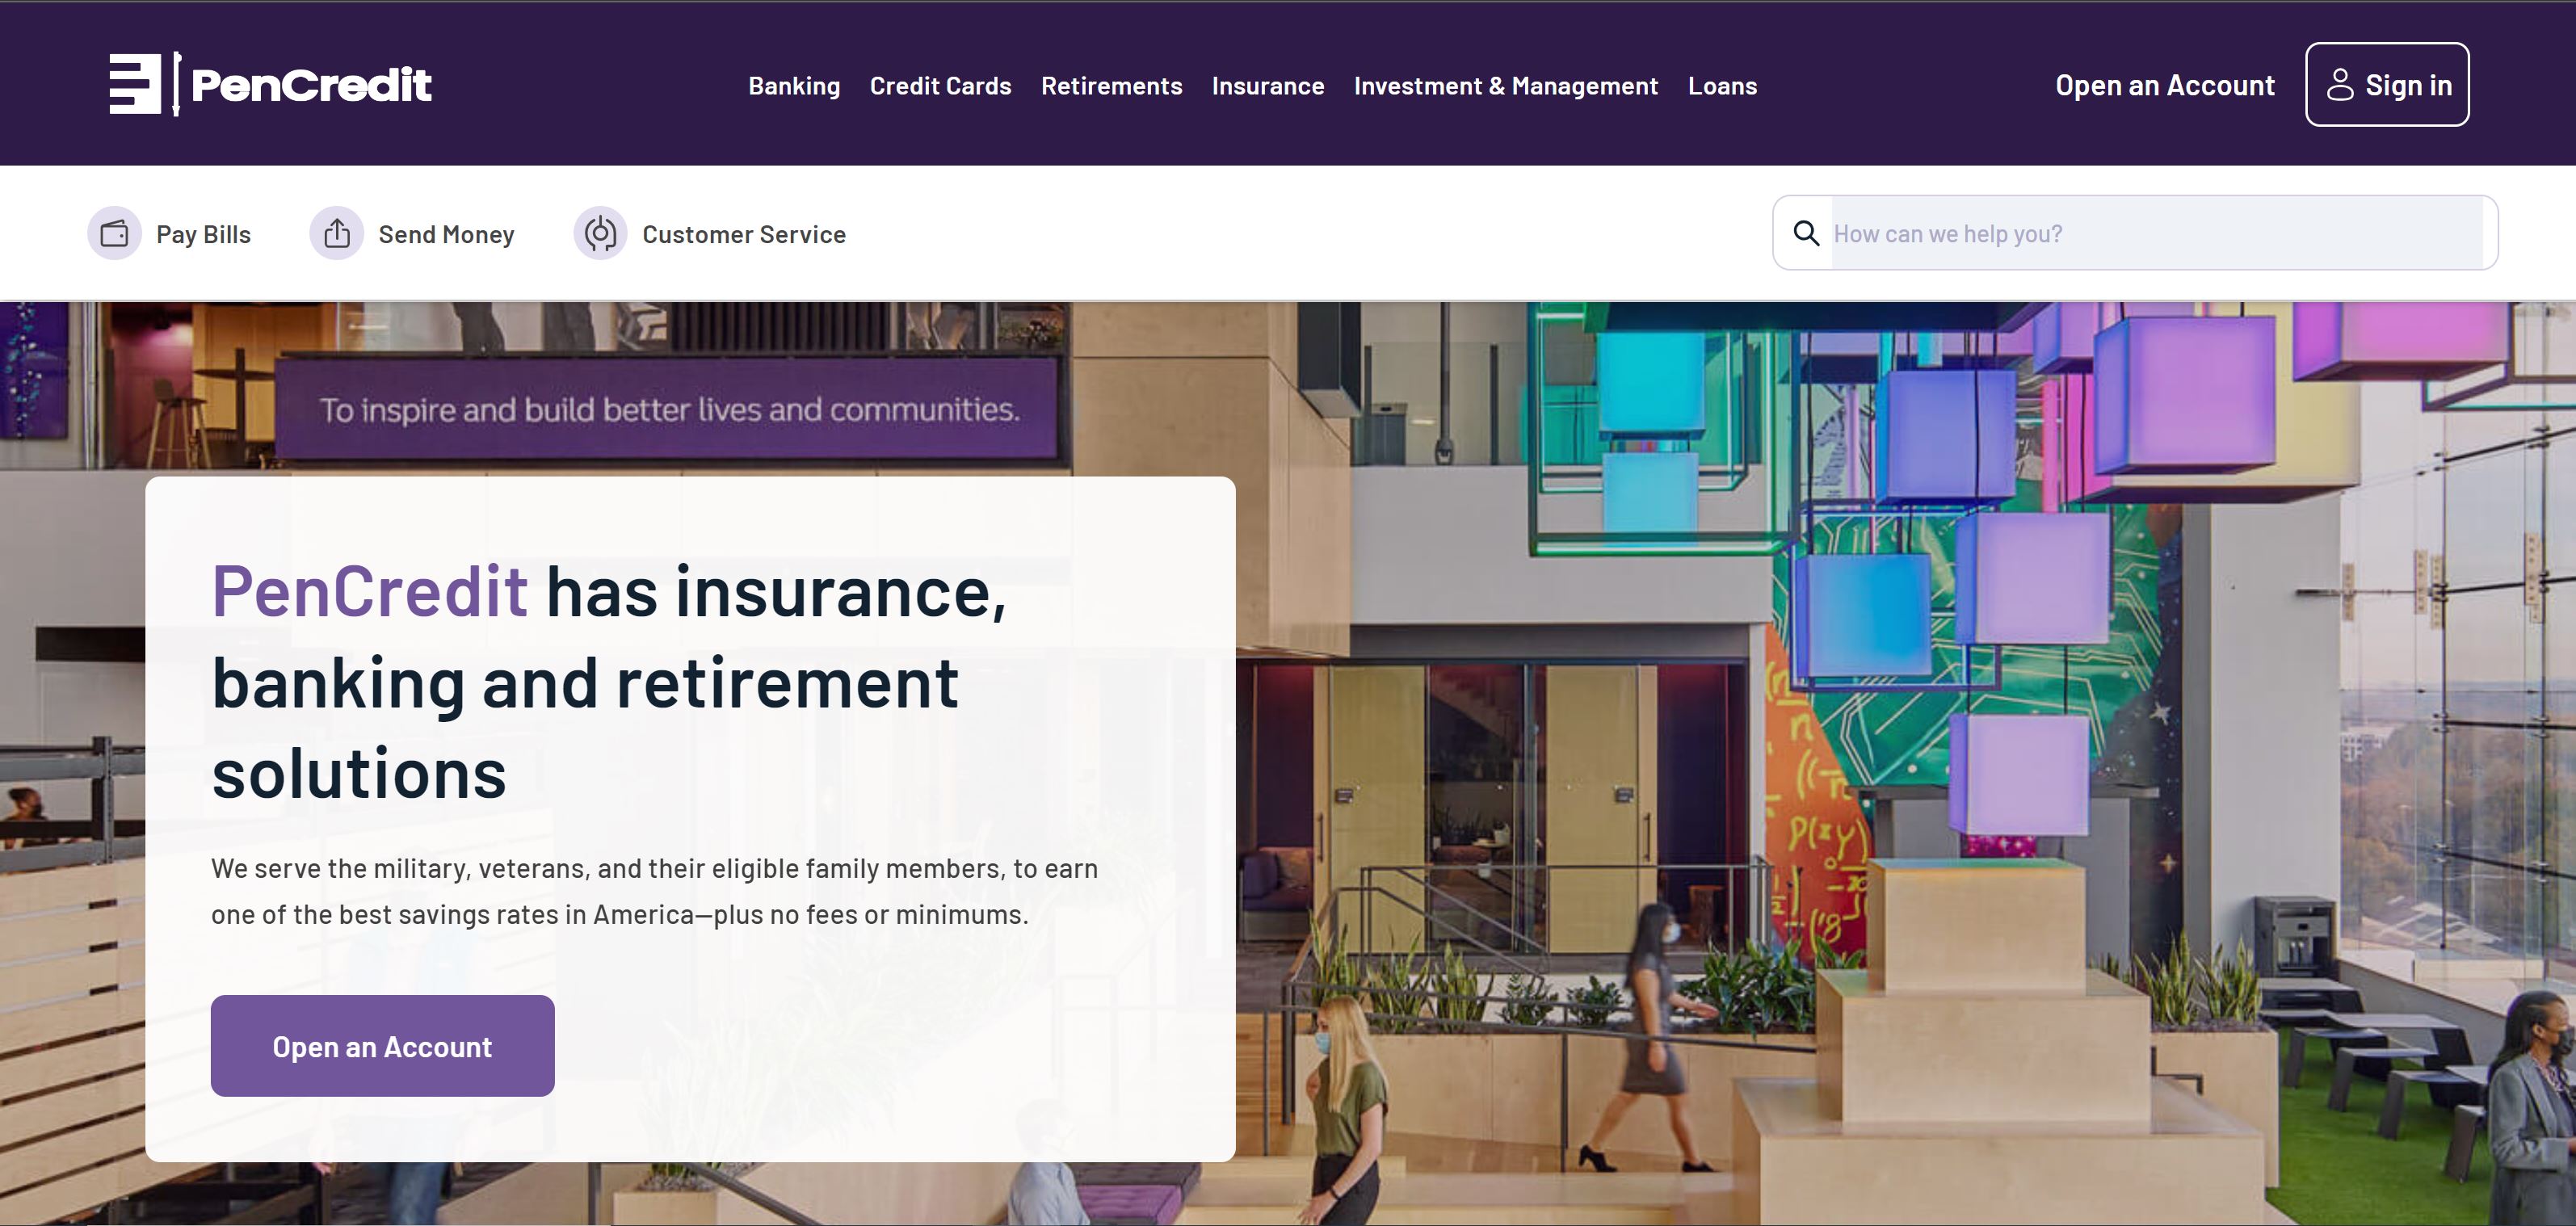 PenCredit
Banking Credit Cards Retirements Insurance Investment & Management Loans
Open an Account Sign in
Pay Bills Send Money Customer Service
How can we help you?
To inspire and build better lives and communities.
PenCredit has insurance,
banking and retirement
solutions
We serve the military, veterans, and their eligible family members, to earn
one of the best savings rates in America—plus no fees or minimums.
Open an Account
P(xy)